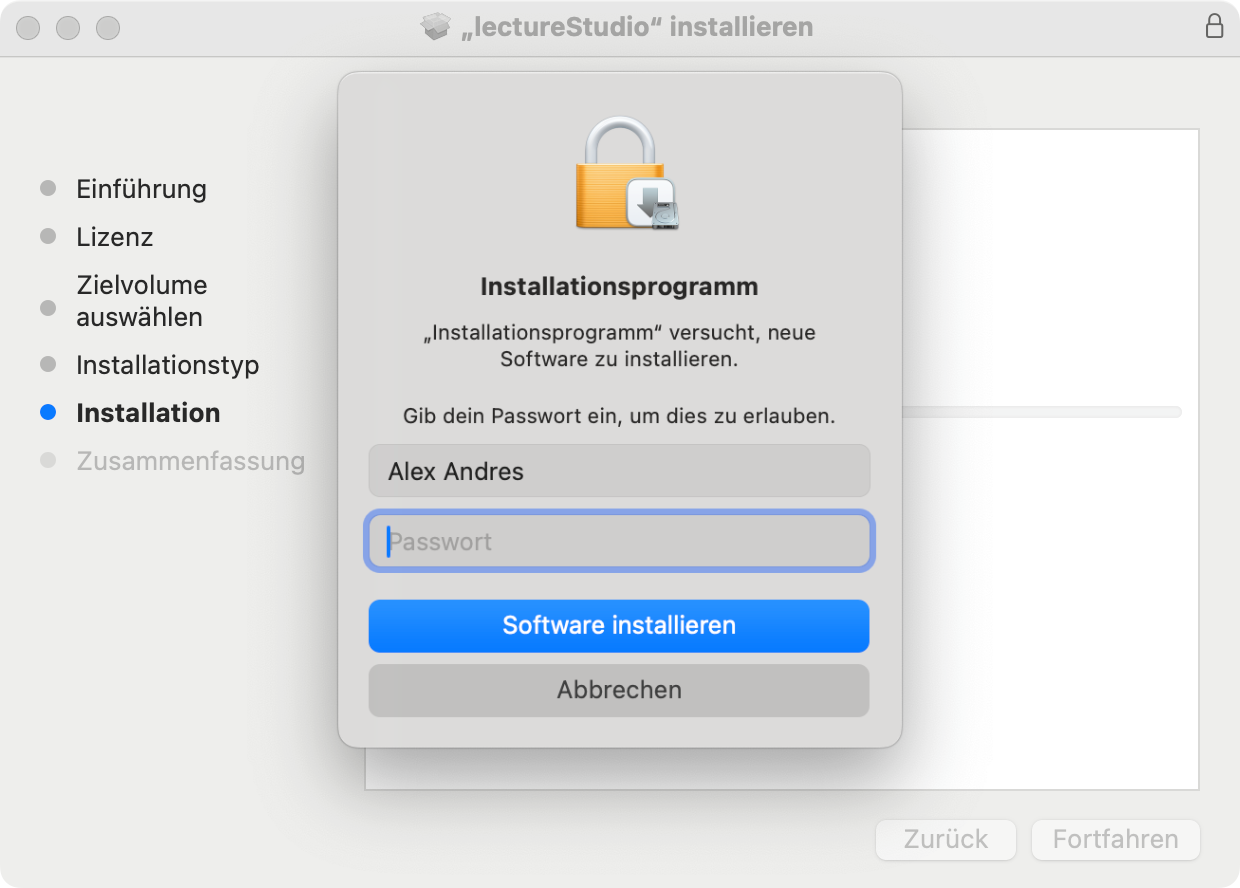 „lectureStudio“ installieren
Einführung
Lizenz
Zielvolume
auswählen
Installationstyp
Installation
Zusammenfassung
Installationsprogramm
„Installationsprogramm“ versucht, neue
Software zu installieren.
Gib dein Passwort ein, um dies zu erlauben.
Alex Andres
Passwort
Software installieren
Abbrechen
Zurück
Fortfahren